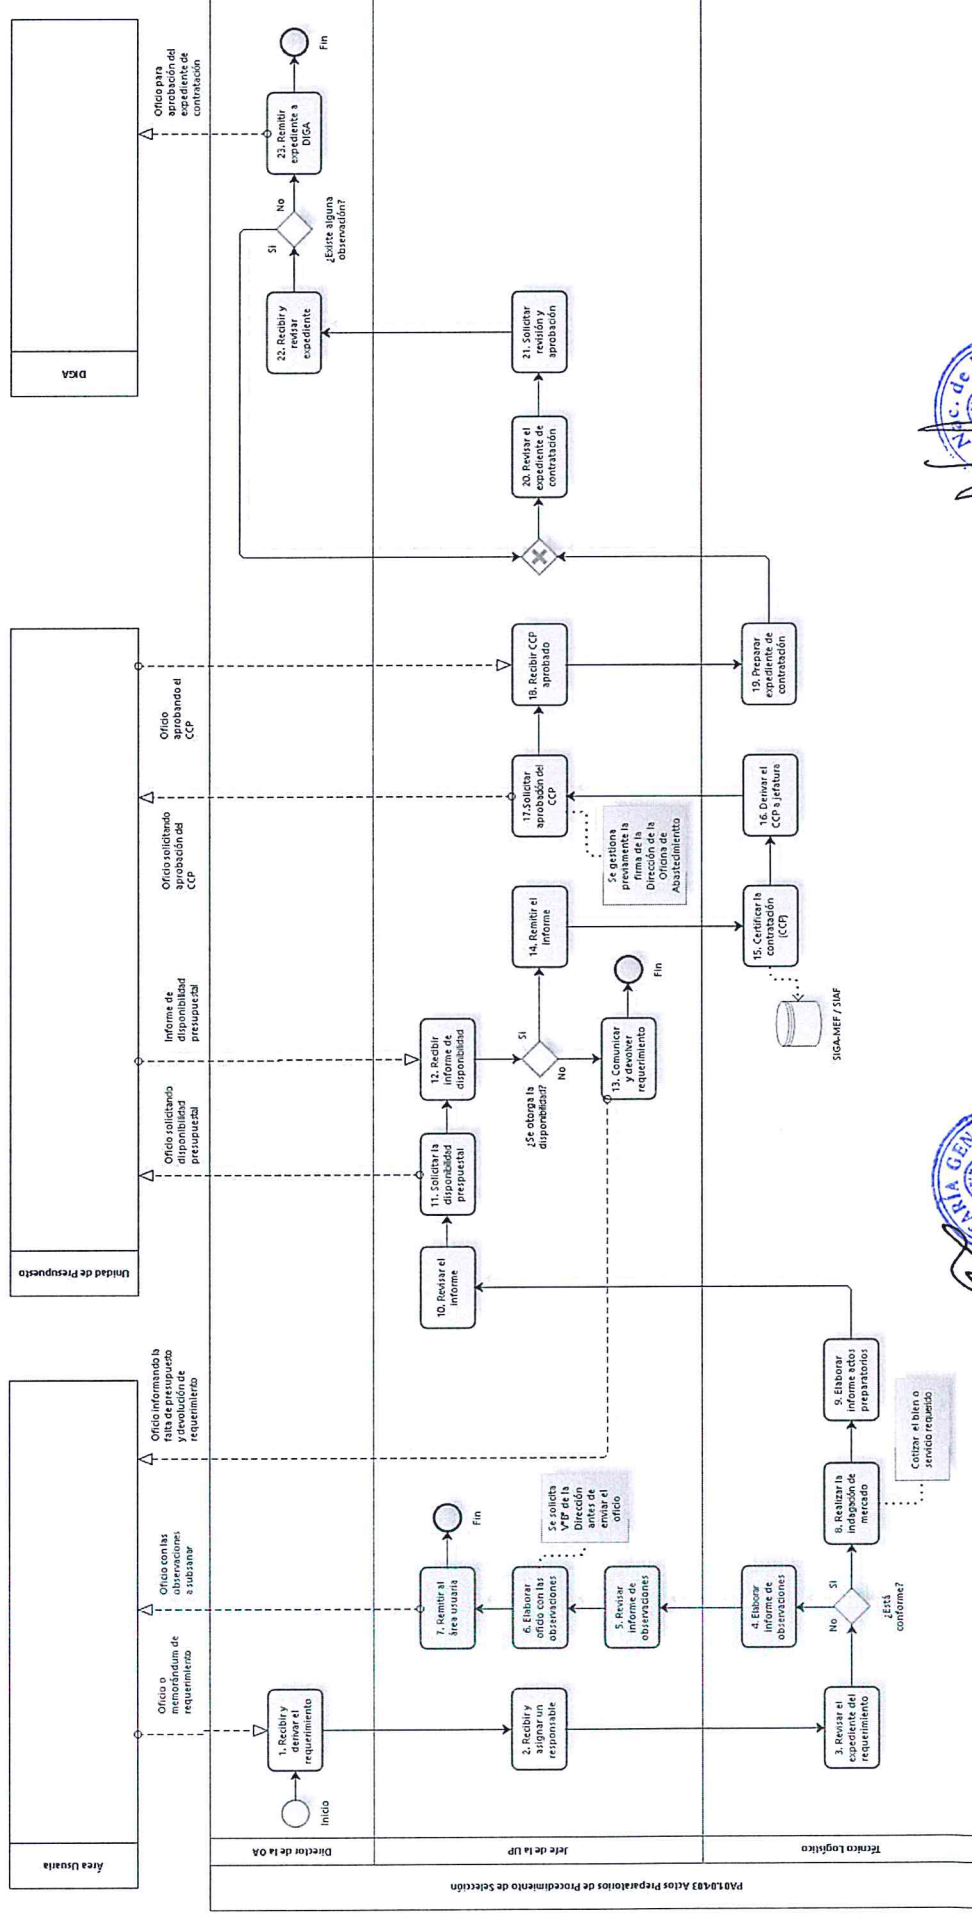 PA01.04.03 Actos Preparatorios de Procedimiento de Selección
Área Usuaria
Unidad de Presupuesto
DIGA
Director de la OA
Jefe de la UP
Técnico Logístico
Oficio o
memorándum de
requerimiento
Oficio con las
observaciones
a subsanar
Oficio informando la
falta de presupuesto
y devolución de
requerimiento
Oficio solicitando
disponibilidad
presupuestal
Informe de
disponibilidad
presupuestal
Oficio solicitando
aprobación del
CCP
Oficio
aprobando el
CCP
Oficio para
aprobación del
expediente de
contratación
Inicio
1. Recibir y
derivar el
requerimiento
2. Recibir y
asignar un
responsable
3. Revisar el
expediente del
requerimiento
¿Está
conforme?
No
Si
4. Elaborar
informe de
observaciones
5. Revisar
informe de
observaciones
6. Elaborar
oficio con las
observaciones
Se solicita
V°B° de la
Dirección
antes de
enviar el
oficio
7. Remitir al
área usuaria
Fin
8. Realizar la
indagación de
mercado
Cotizar el bien o
servicio requerido
9. Elaborar
informe actos
preparatorios
10. Revisar el
informe
11. Solicitar la
disponibilidad
prespuestal
12. Recibir
informe de
disponibilidad
¿Se otorga la
disponibilidad?
Si
No
13. Comunicar
y devolver
requerimiento
Fin
14. Remitir el
informe
15. Certificar la
contratación
(CCP)
SIGA-MEF / SIAF
16. Derivar el
CCP a jefatura
17.Solicitar
aprobación del
CCP
Se gestiona
previamente la
firma de la
Dirección de la
Oficina de
Abastedimientto
18. Recibir CCP
aprobado
19. Preparar
expediente de
contratación
20. Revisar el
expediente de
contratación
21. Solicitar
revisión y
aprobación
22. Recibir y
revisar
expediente
¿Existe alguna
observación?
Si
No
23. Remitir
expediente a
DIGA
Fin